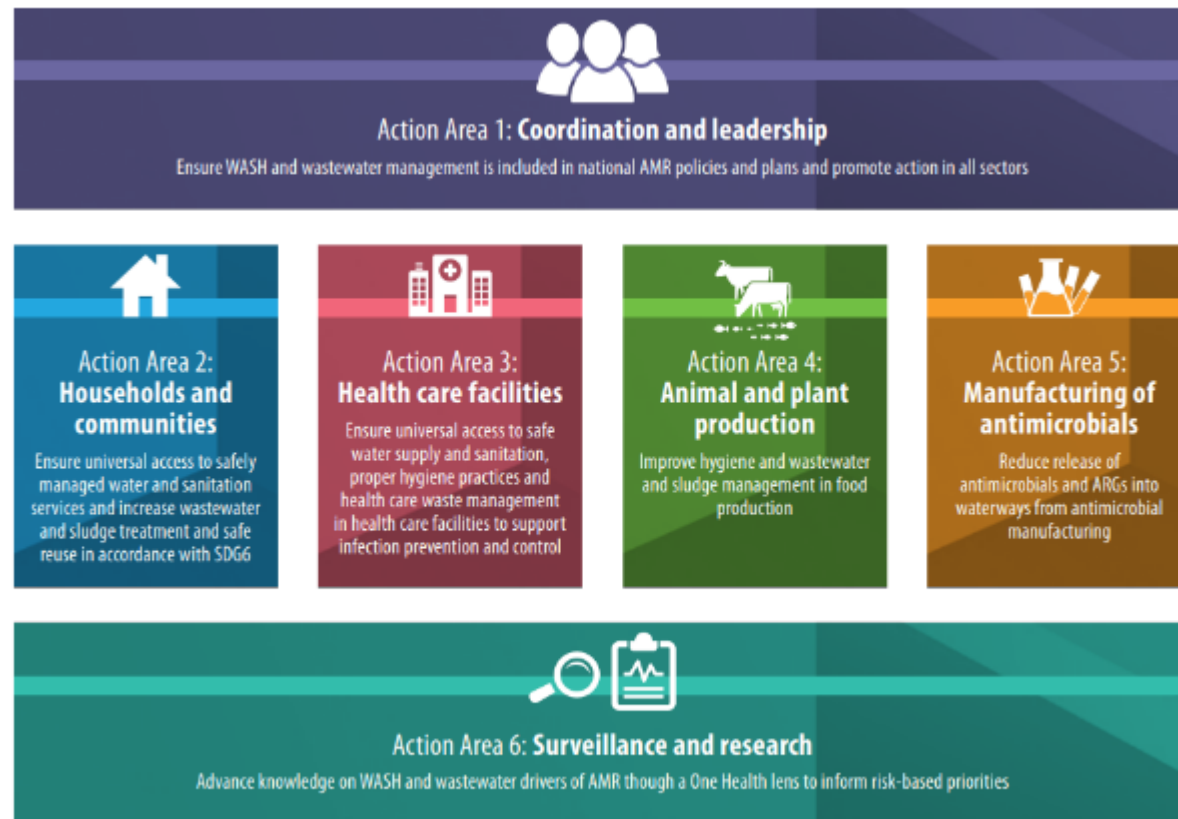 Action Area 1: Coordination and leadership
Ensure WASH and wastewater management is included in national AMR policies and plans and promote action in all sectors
Action Area 2:
Households and
communities
Ensure universal access to safely
managed water and sanitation
services and increase wastewater
and sludge treatment and safe
reuse in accordance with SDG6
Action Area 3:
Health care facilities
Ensure universal access to safe
water supply and sanitation,
proper hygiene practices and
health care waste management
in health care facilities to support
infection prevention and control
Action Area 4:
Animal and plant
production
Improve hygiene and wastewater
and sludge management in food
production
Action Area 5:
Manufacturing of
antimicrobials
Reduce release of
antimicrobials and ARGs into
waterways from antimicrobial
manufacturing
Action Area 6: Surveillance and research
Advance knowledge on WASH and wastewater drivers of AMR though a One Health lens to inform risk-based priorities